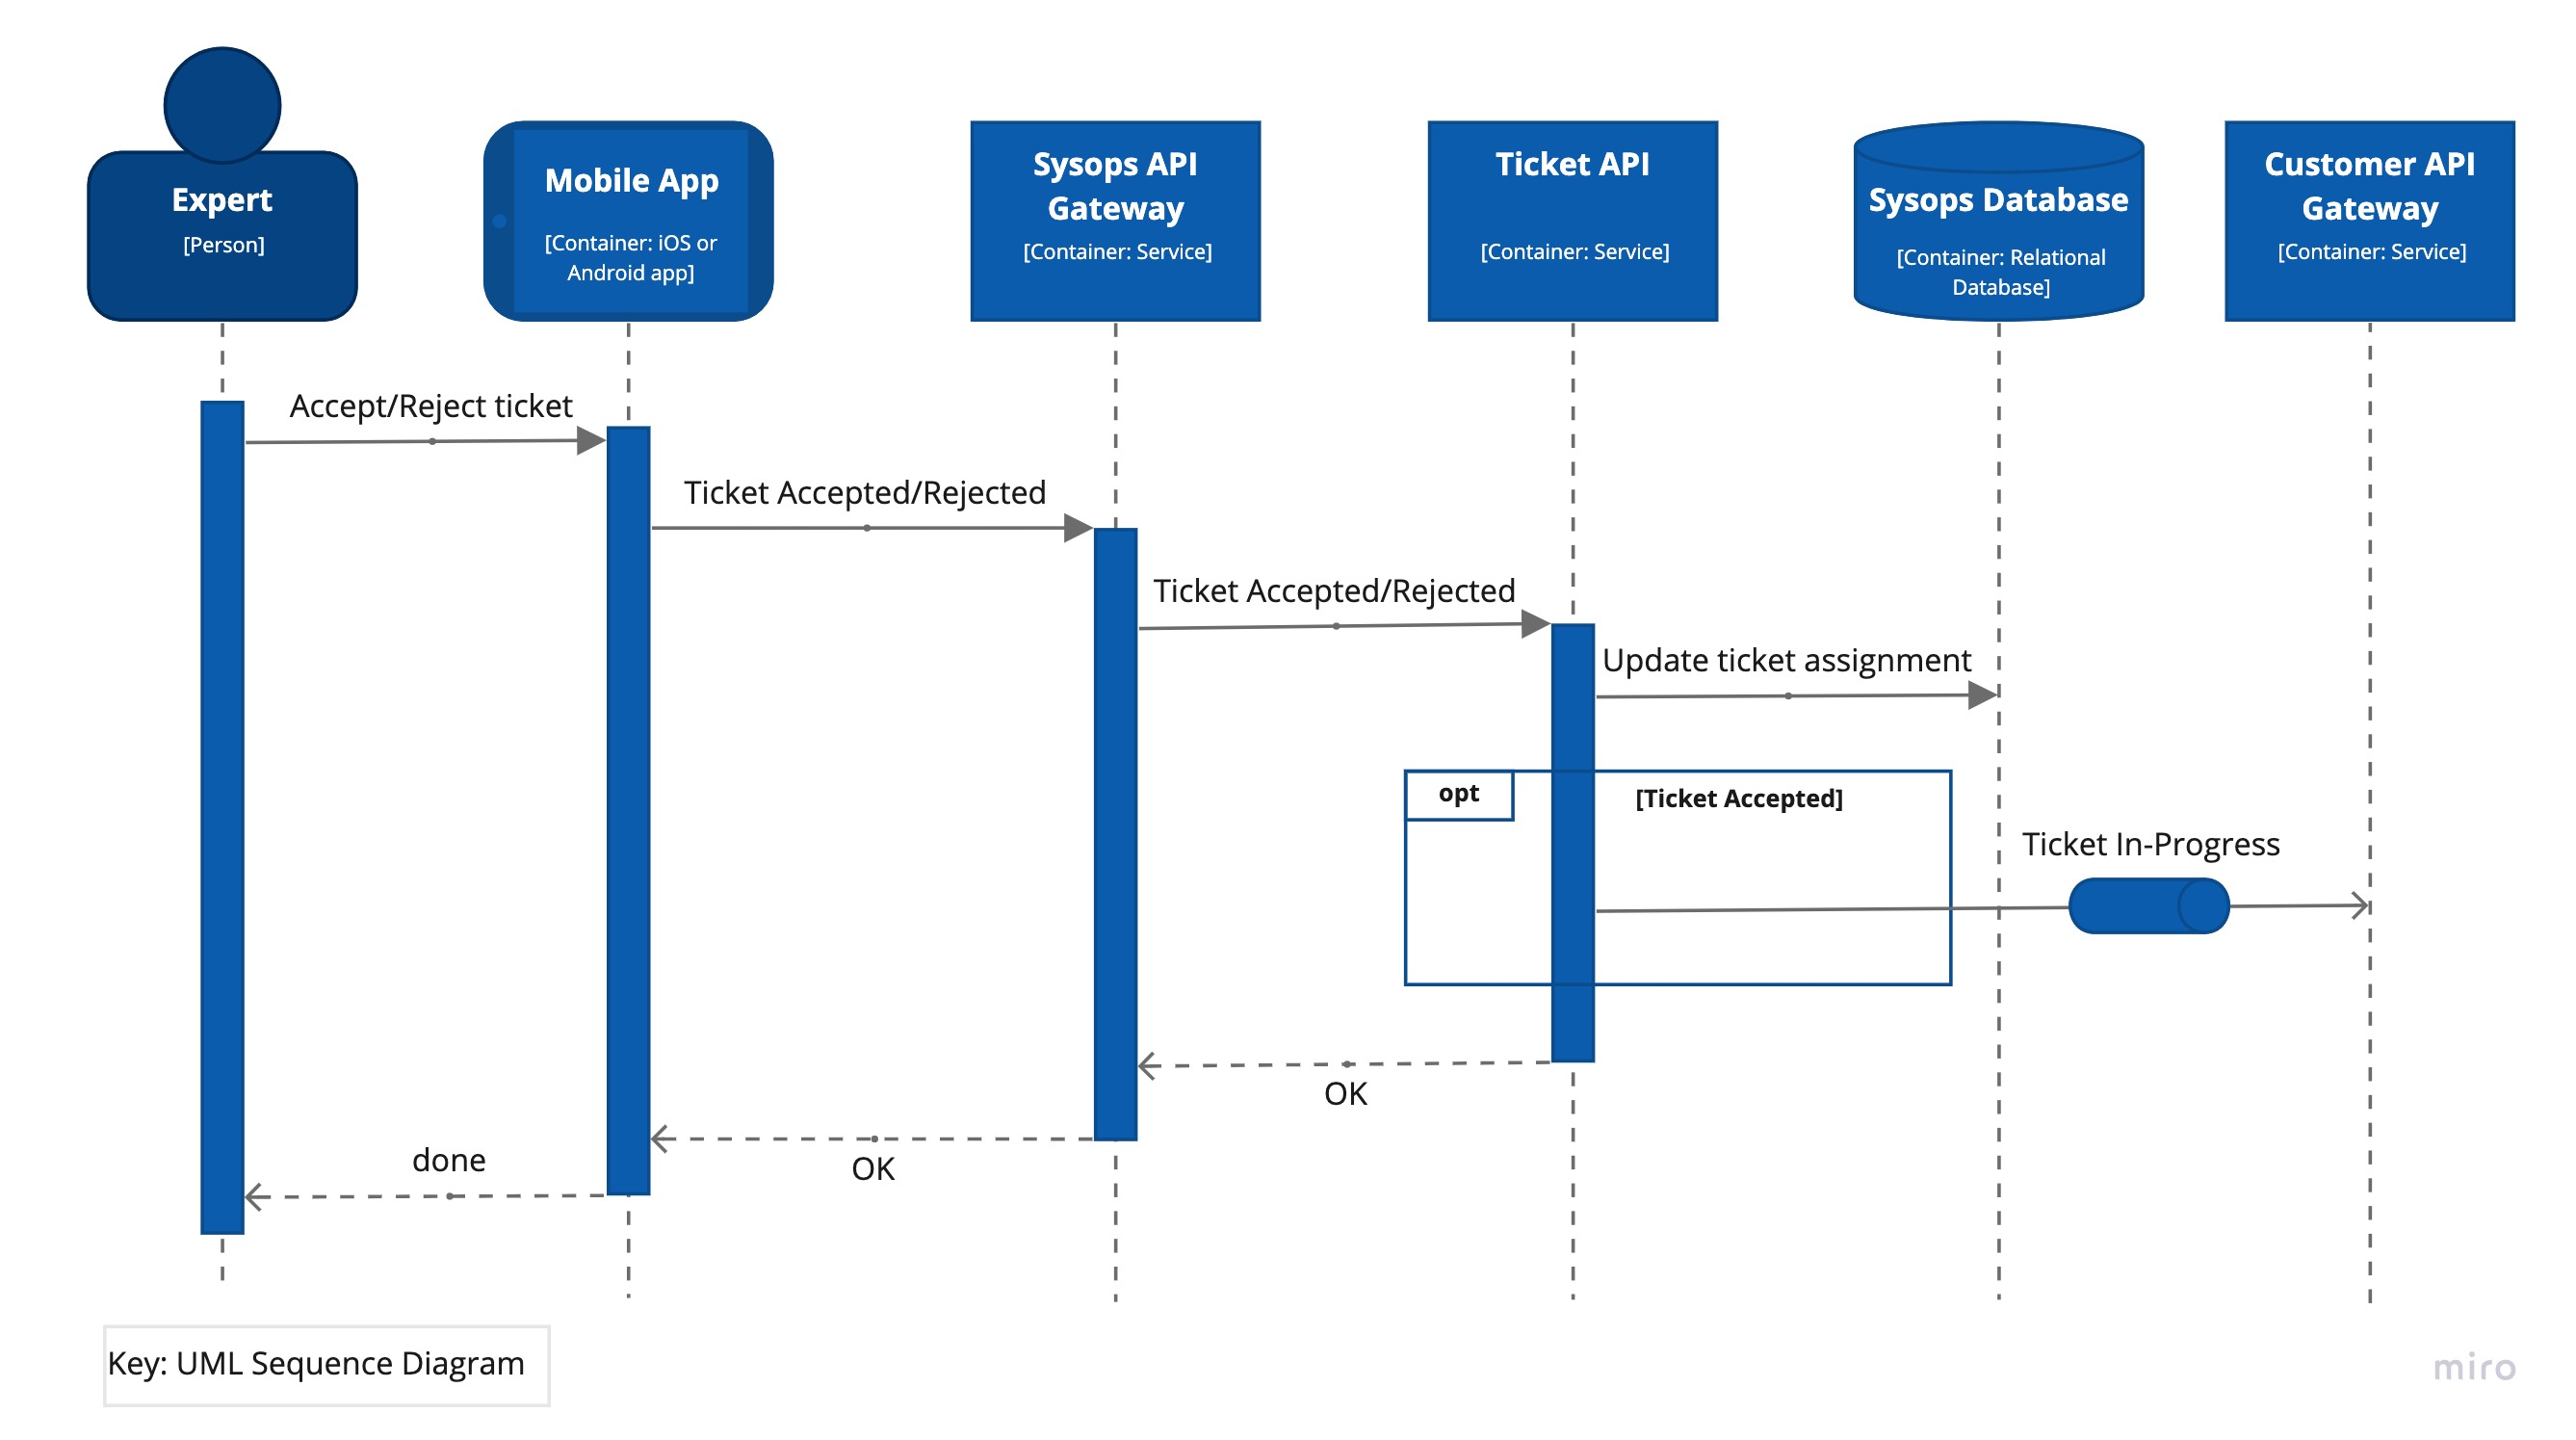 Expert
[Person]
Mobile App
[Container: iOS or
Android app]
Sysops API
Gateway
[Container: Service]
Ticket API
[Container: Service]
Sysops Database
[Container: Relational
Database]
Customer API
Gateway
[Container: Service]
Accept/Reject ticket
Ticket Accepted/Rejected
Ticket Accepted/Rejected
Update ticket assignment
opt
[Ticket Accepted]
Ticket In-Progress
OK
OK
done
Key: UML Sequence Diagram
miro